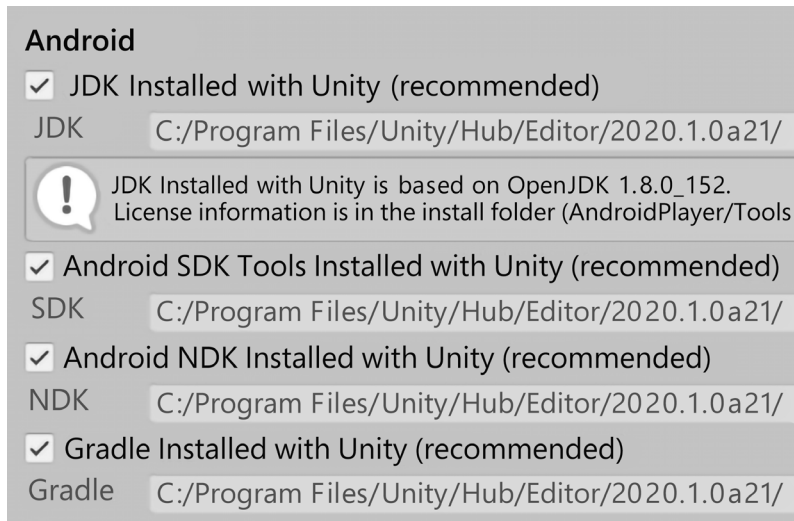 Android
JDK Installed with Unity (recommended)
JDK C:/Program Files/Unity/Hub/Editor/2020.1.0a21/
JDK Installed with Unity is based on OpenJDK 1.8.0_152.
License information is in the install folder (AndroidPlayer/Tools
Android SDK Tools Installed with Unity (recommended)
SDK C:/Program Files/Unity/Hub/Editor/2020.1.0a21/
Android NDK Installed with Unity (recommended)
NDK C:/Program Files/Unity/Hub/Editor/2020.1.0a21/
Gradle Installed with Unity (recommended)
Gradle C:/Program Files/Unity/Hub/Editor/2020.1.0a21/